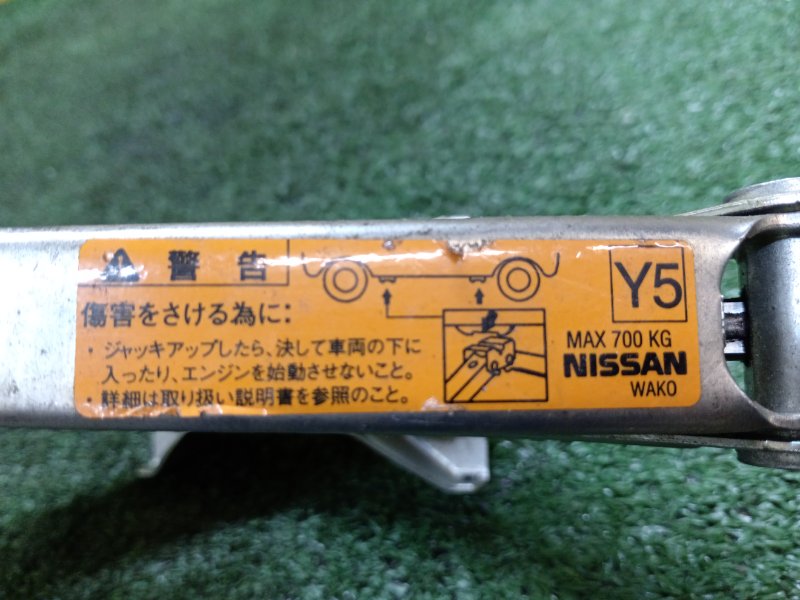 警告
傷害をさける為に:
・ジャッキアップしたら、決して車両の下に
入ったり、エンジンを始動させないこと。
・詳細は取り扱い説明書を参照のこと。
Y5
MAX 700 KG
NISSAN
WAKO